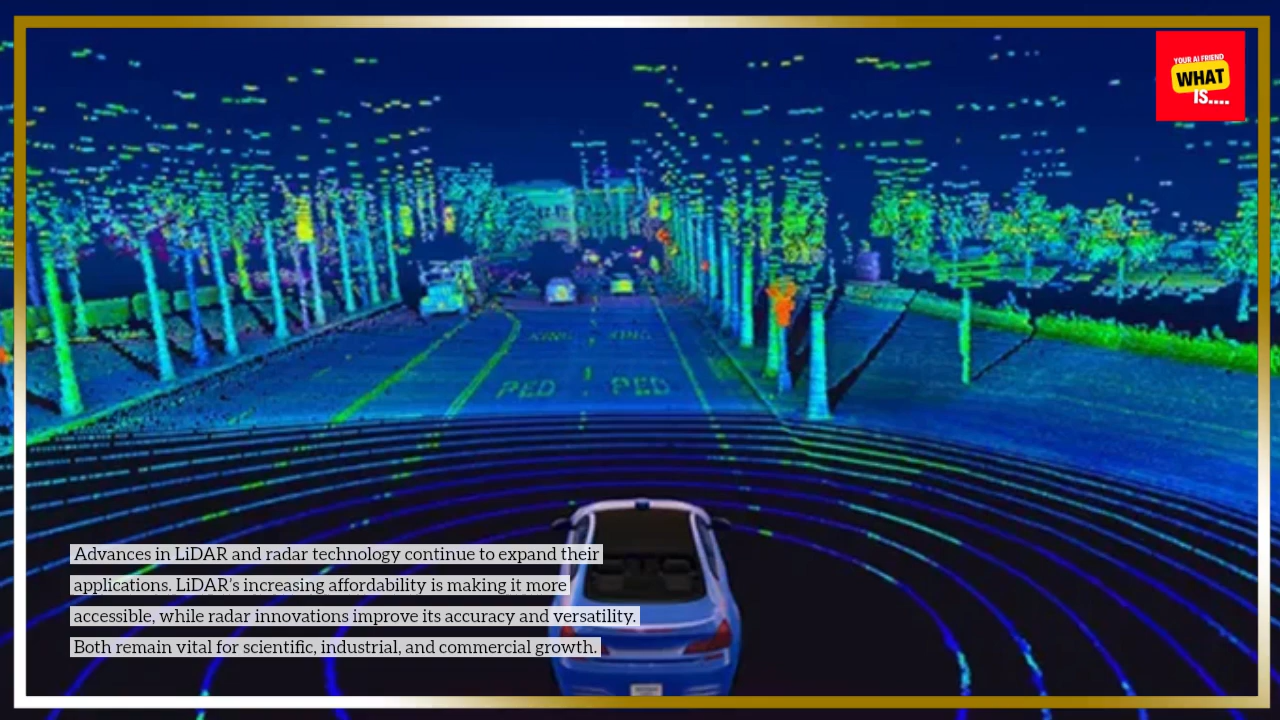 YOUR AI FRIEND
WHAT
IS....
PED PED
Advances in LiDAR and radar technology continue to expand their
applications. LiDAR's increasing affordability is making it more
accessible, while radar innovations improve its accuracy and versatility.
Both remain vital for scientific, industrial, and commercial growth.